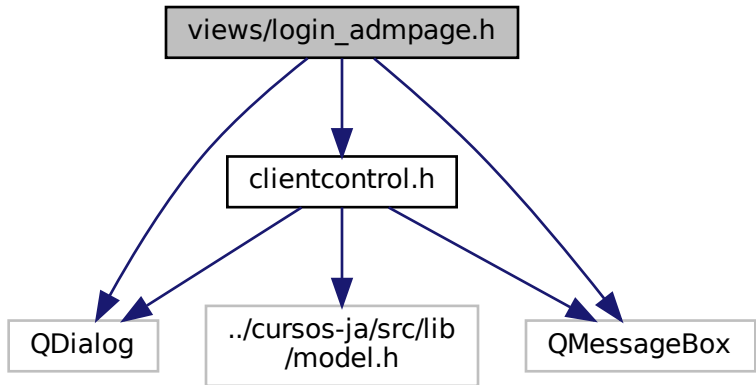 views/login_admpage.h
clientcontrol.h
QDialog
../cursos-ja/src/lib
/model.h
QMessageBox